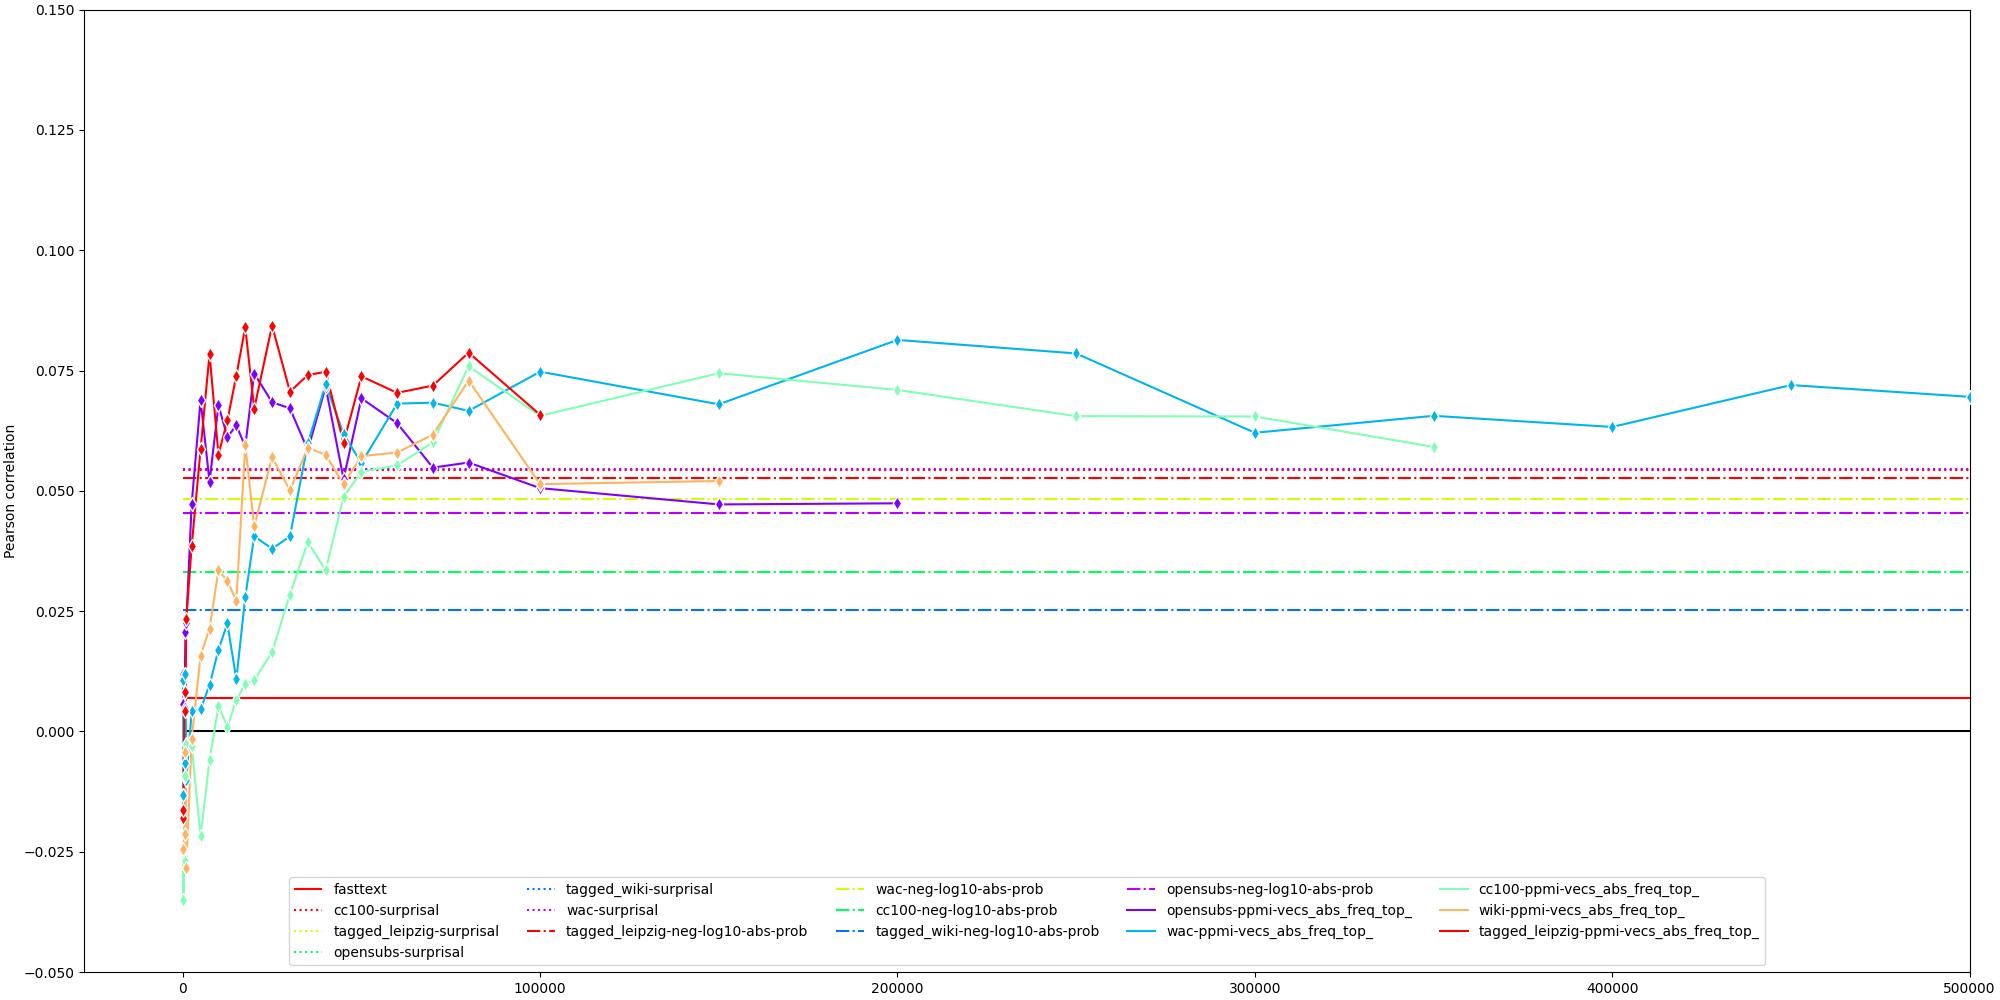 0.150
0.125
0.100
0.075
0.050
0.025
0.000
−0.025
−0.050
Pearson correlation
fasttext
cc100-surprisal
tagged_leipzig-surprisal
opensubs-surprisal
tagged_wiki-surprisal
wac-surprisal
tagged_leipzig-neg-log10-abs-prob
wac-neg-log10-abs-prob
cc100-neg-log10-abs-prob
tagged_wiki-neg-log10-abs-prob
opensubs-neg-log10-abs-prob
opensubs-ppmi-vecs_abs_freq_top_
wac-ppmi-vecs_abs_freq_top_
cc100-ppmi-vecs_abs_freq_top_
wiki-ppmi-vecs_abs_freq_top_
tagged_leipzig-ppmi-vecs_abs_freq_top_
0 100000 200000 300000 400000 500000